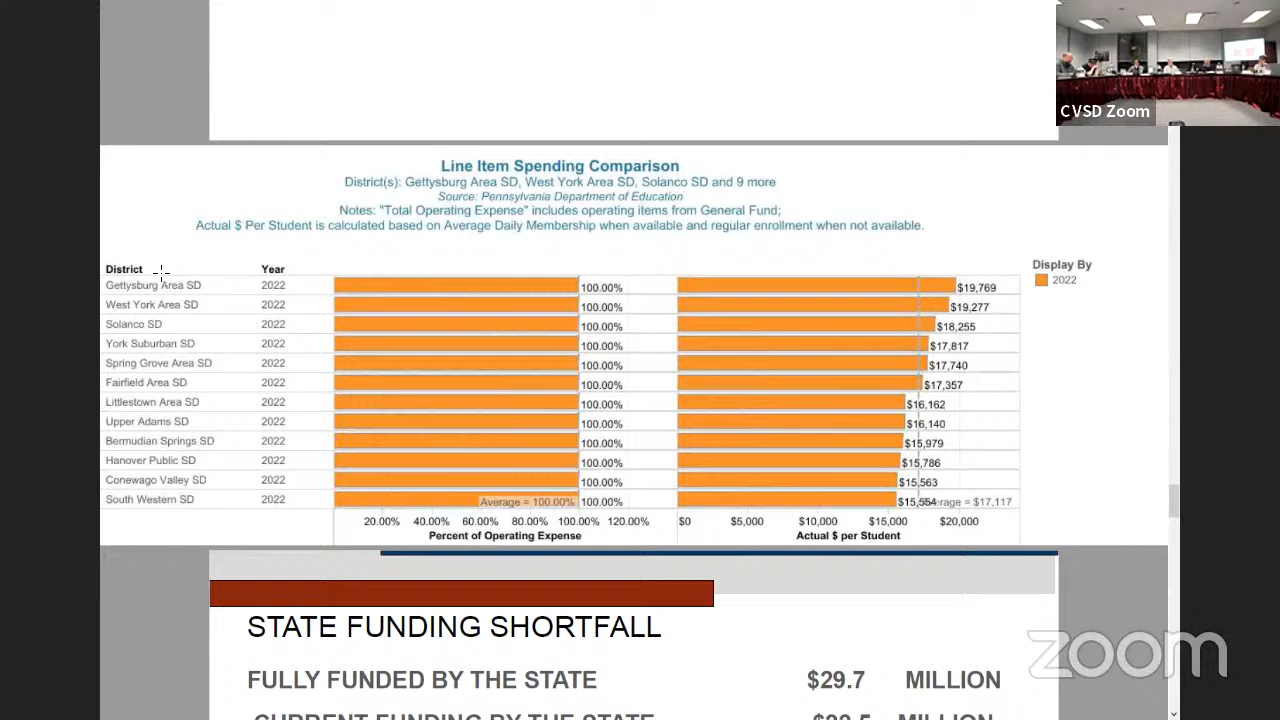 CVSD Zoom
Line Item Spending Comparison
District(s): Gettysburg Area SD, West York Area SD, Solanco SD and 9 more
Source: Pennsylvania Department of Education
Notes: "Total Operating Expense" includes operating items from General Fund;
Actual $ Per Student is calculated based on Average Daily Membership when available and regular enrollment when not available.
District Year
Display By
2022
Gettysburg Area SD 2022 100.00% $19,769
West York Area SD 2022 100.00% $19,277
Solanco SD 2022 100.00% $18,255
York Suburban SD 2022 100.00% $17,817
Spring Grove Area SD 2022 100.00% $17,740
Fairfield Area SD 2022 100.00% $17,357
Littlestown Area SD 2022 100.00% $16,162
Upper Adams SD 2022 100.00% $16,140
Bermudian Springs SD 2022 100.00% $15,979
Hanover Public SD 2022 100.00% $15,786
Conewago Valley SD 2022 100.00% $15,563
South Western SD 2022 Average = 100.00% 100.00% $15,554 erage = $17,117
20.00% 40.00% 60.00% 80.00% 100.00% 120.00% $0 $5,000 $10,000 $15,000 $20,000
Percent of Operating Expense Actual $ per Student
STATE FUNDING SHORTFALL
FULLY FUNDED BY THE STATE $29.7 MILLION
CURRENT FUNDING BY THE STATE MILLION
zoom